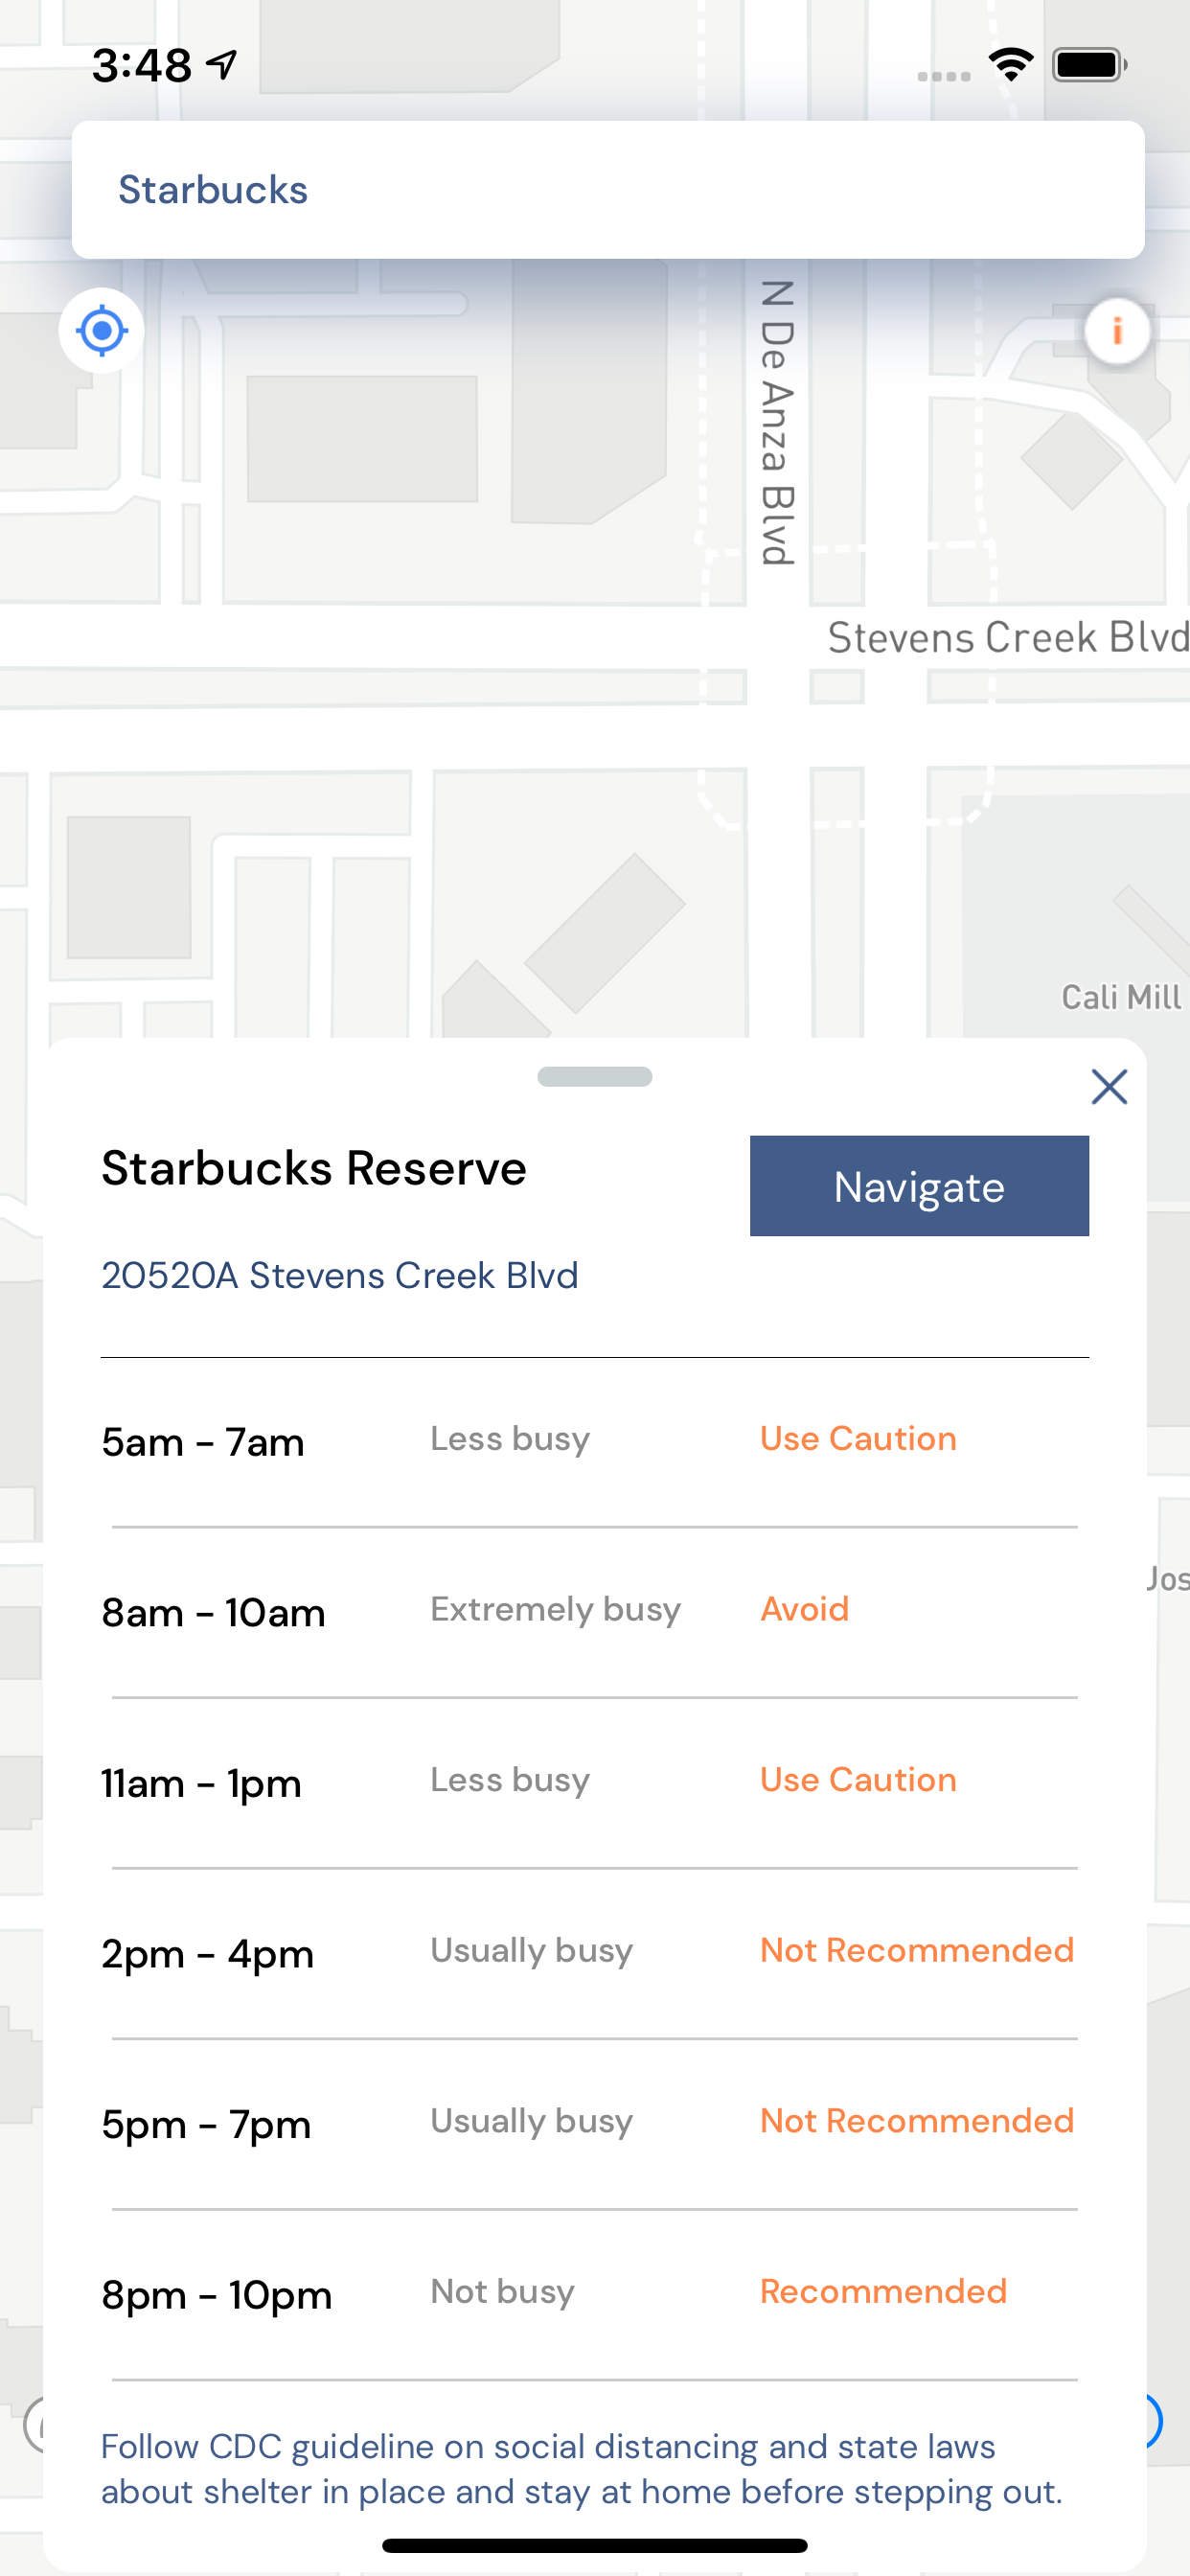 3:48
Starbucks
i
N De Anza Blvd
Stevens Creek Blvd
Cali Mill
Starbucks Reserve
Navigate
20520A Stevens Creek Blvd
5am - 7am Less busy Use Caution
8am - 10am Extremely busy Avoid
Jos
11am - 1pm Less busy Use Caution
2pm - 4pm Usually busy Not Recommended
5pm - 7pm Usually busy Not Recommended
8pm - 10pm Not busy Recommended
Follow CDC guideline on social distancing and state laws
about shelter in place and stay at home before stepping out.